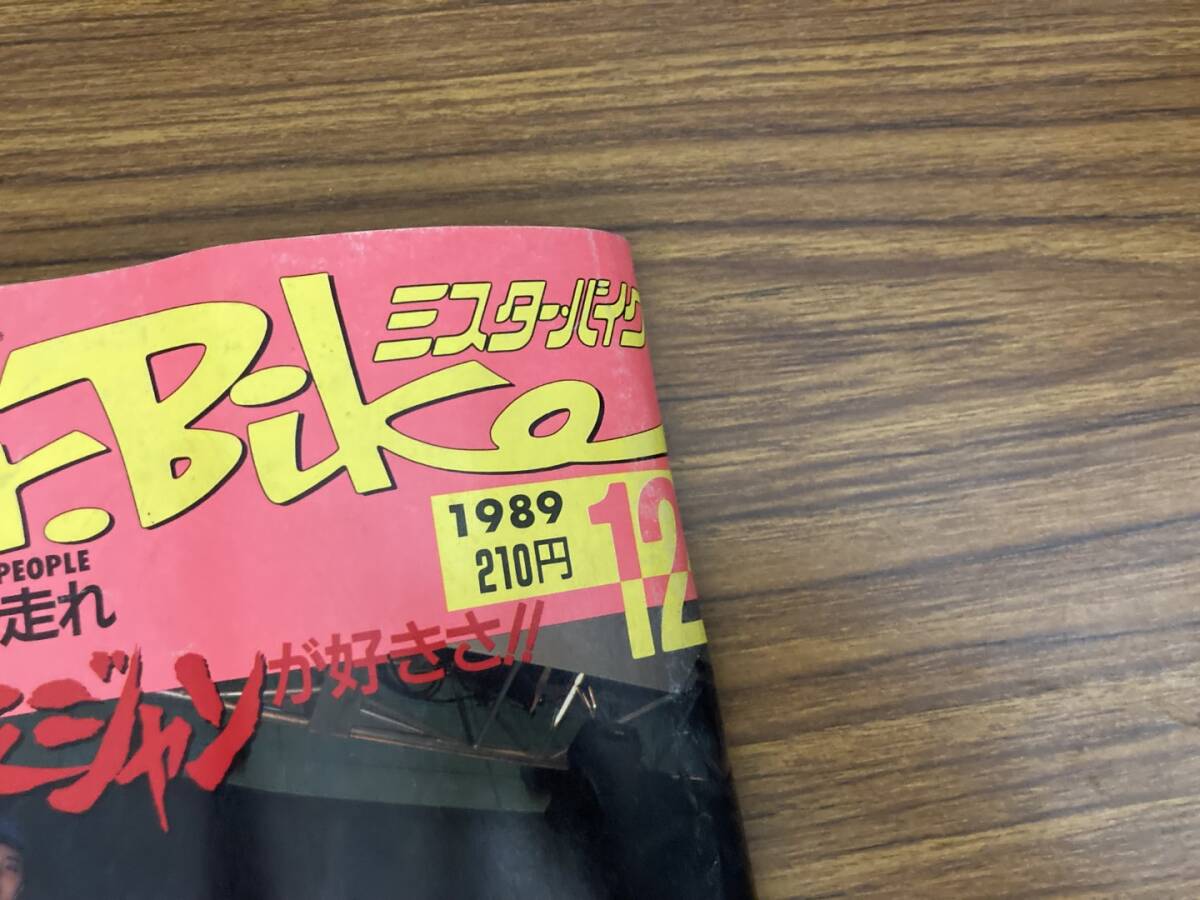 ミスター・バイク
r.Bike
1989
210円
12
PEOPLE
走れ
ジャンが好きさ!!